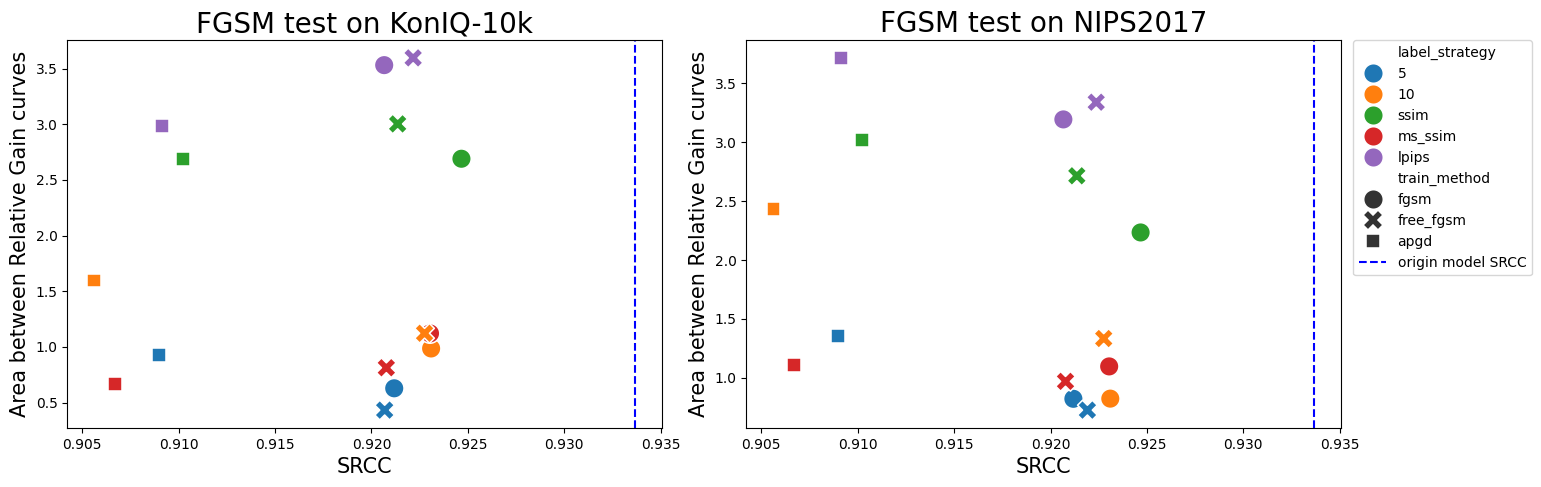 FGSM test on KonIQ-10k
Area between Relative Gain curves
3.5
3.0
2.5
2.0
1.5
1.0
0.5
0.905
0.910
0.915
0.920
0.925
0.930
0.935
SRCC
FGSM test on NIPS2017
Area between Relative Gain curves
3.5
3.0
2.5
2.0
1.5
1.0
0.905
0.910
0.915
0.920
0.925
0.930
0.935
SRCC
label_strategy
5
10
ssim
ms_ssim
lpips
train_method
fgsm
free_fgsm
apgd
origin model SRCC